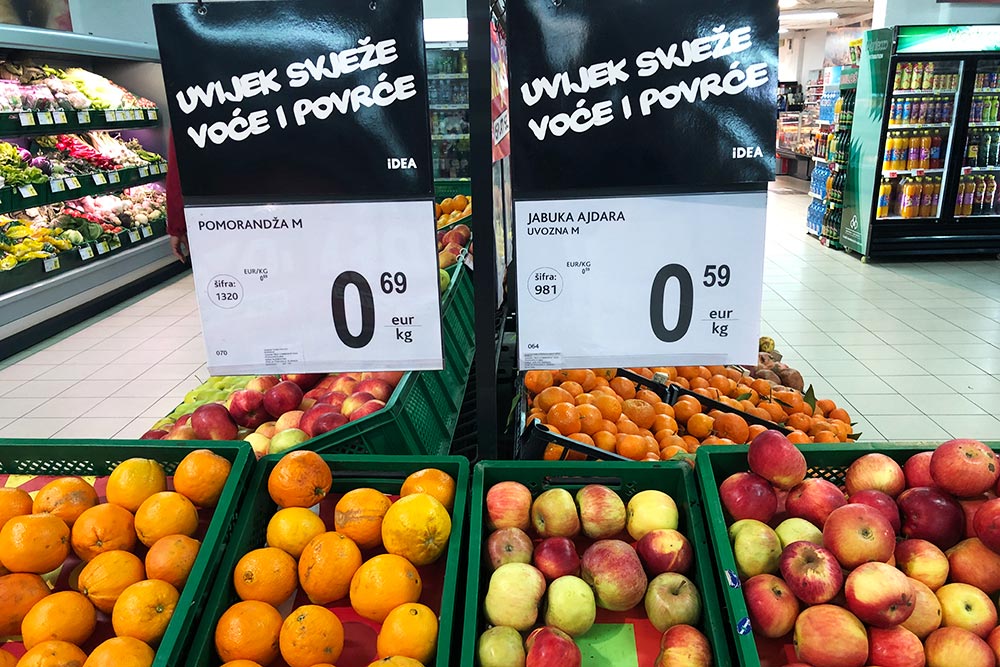 UVIJEK SVJEŽE
VOĆE I POVRĆE
iDEA
POMORANDŽA M
šifra:
1320
EUR/KG
0 69
eur
kg
070
UVIJEK SVJEŽE
VOĆE I POVRĆE
iDEA
JABUKA AJDARA
UVOZNA M
šifra:
981
EUR/KG
0 59
eur
kg
064